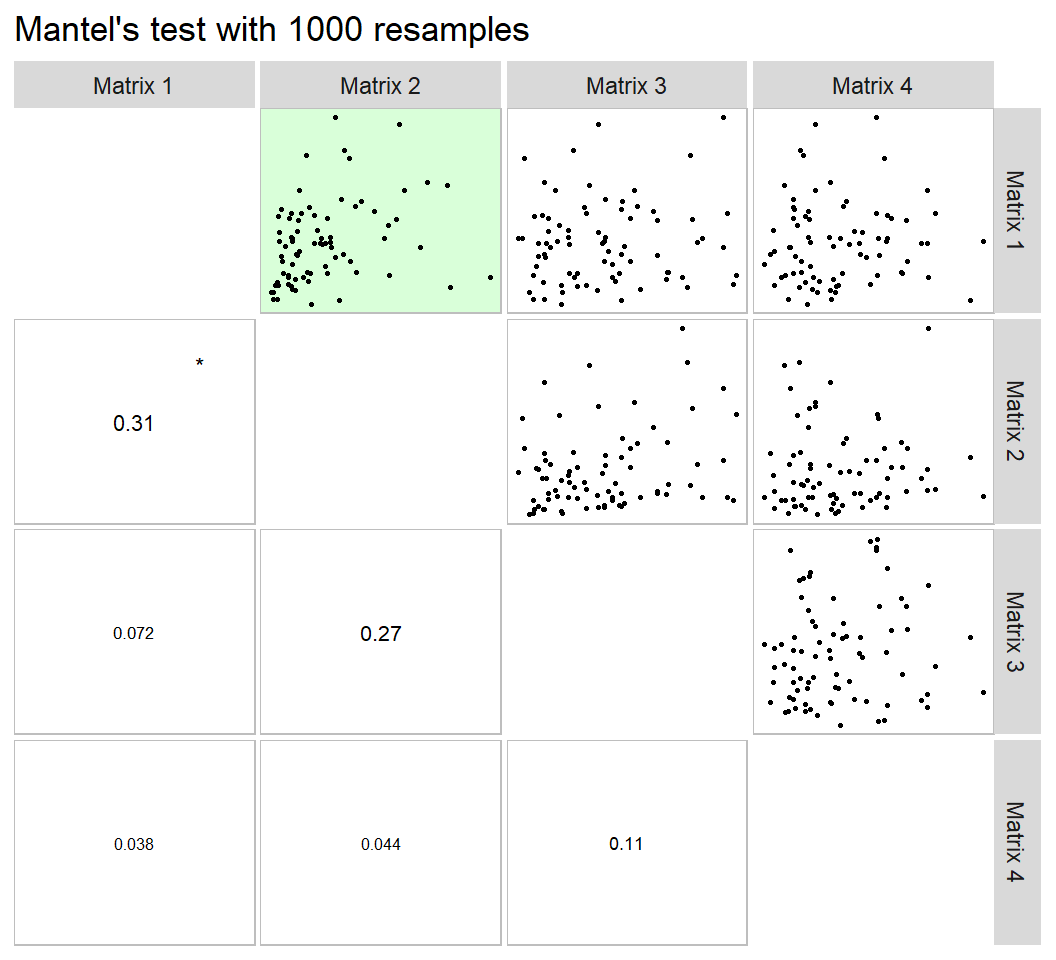 Mantel's test with 1000 resamples
Matrix 1
Matrix 2
Matrix 3
Matrix 4
Matrix 1
*
0.31
Matrix 2
0.072
0.27
Matrix 3
0.038
0.044
0.11
Matrix 4